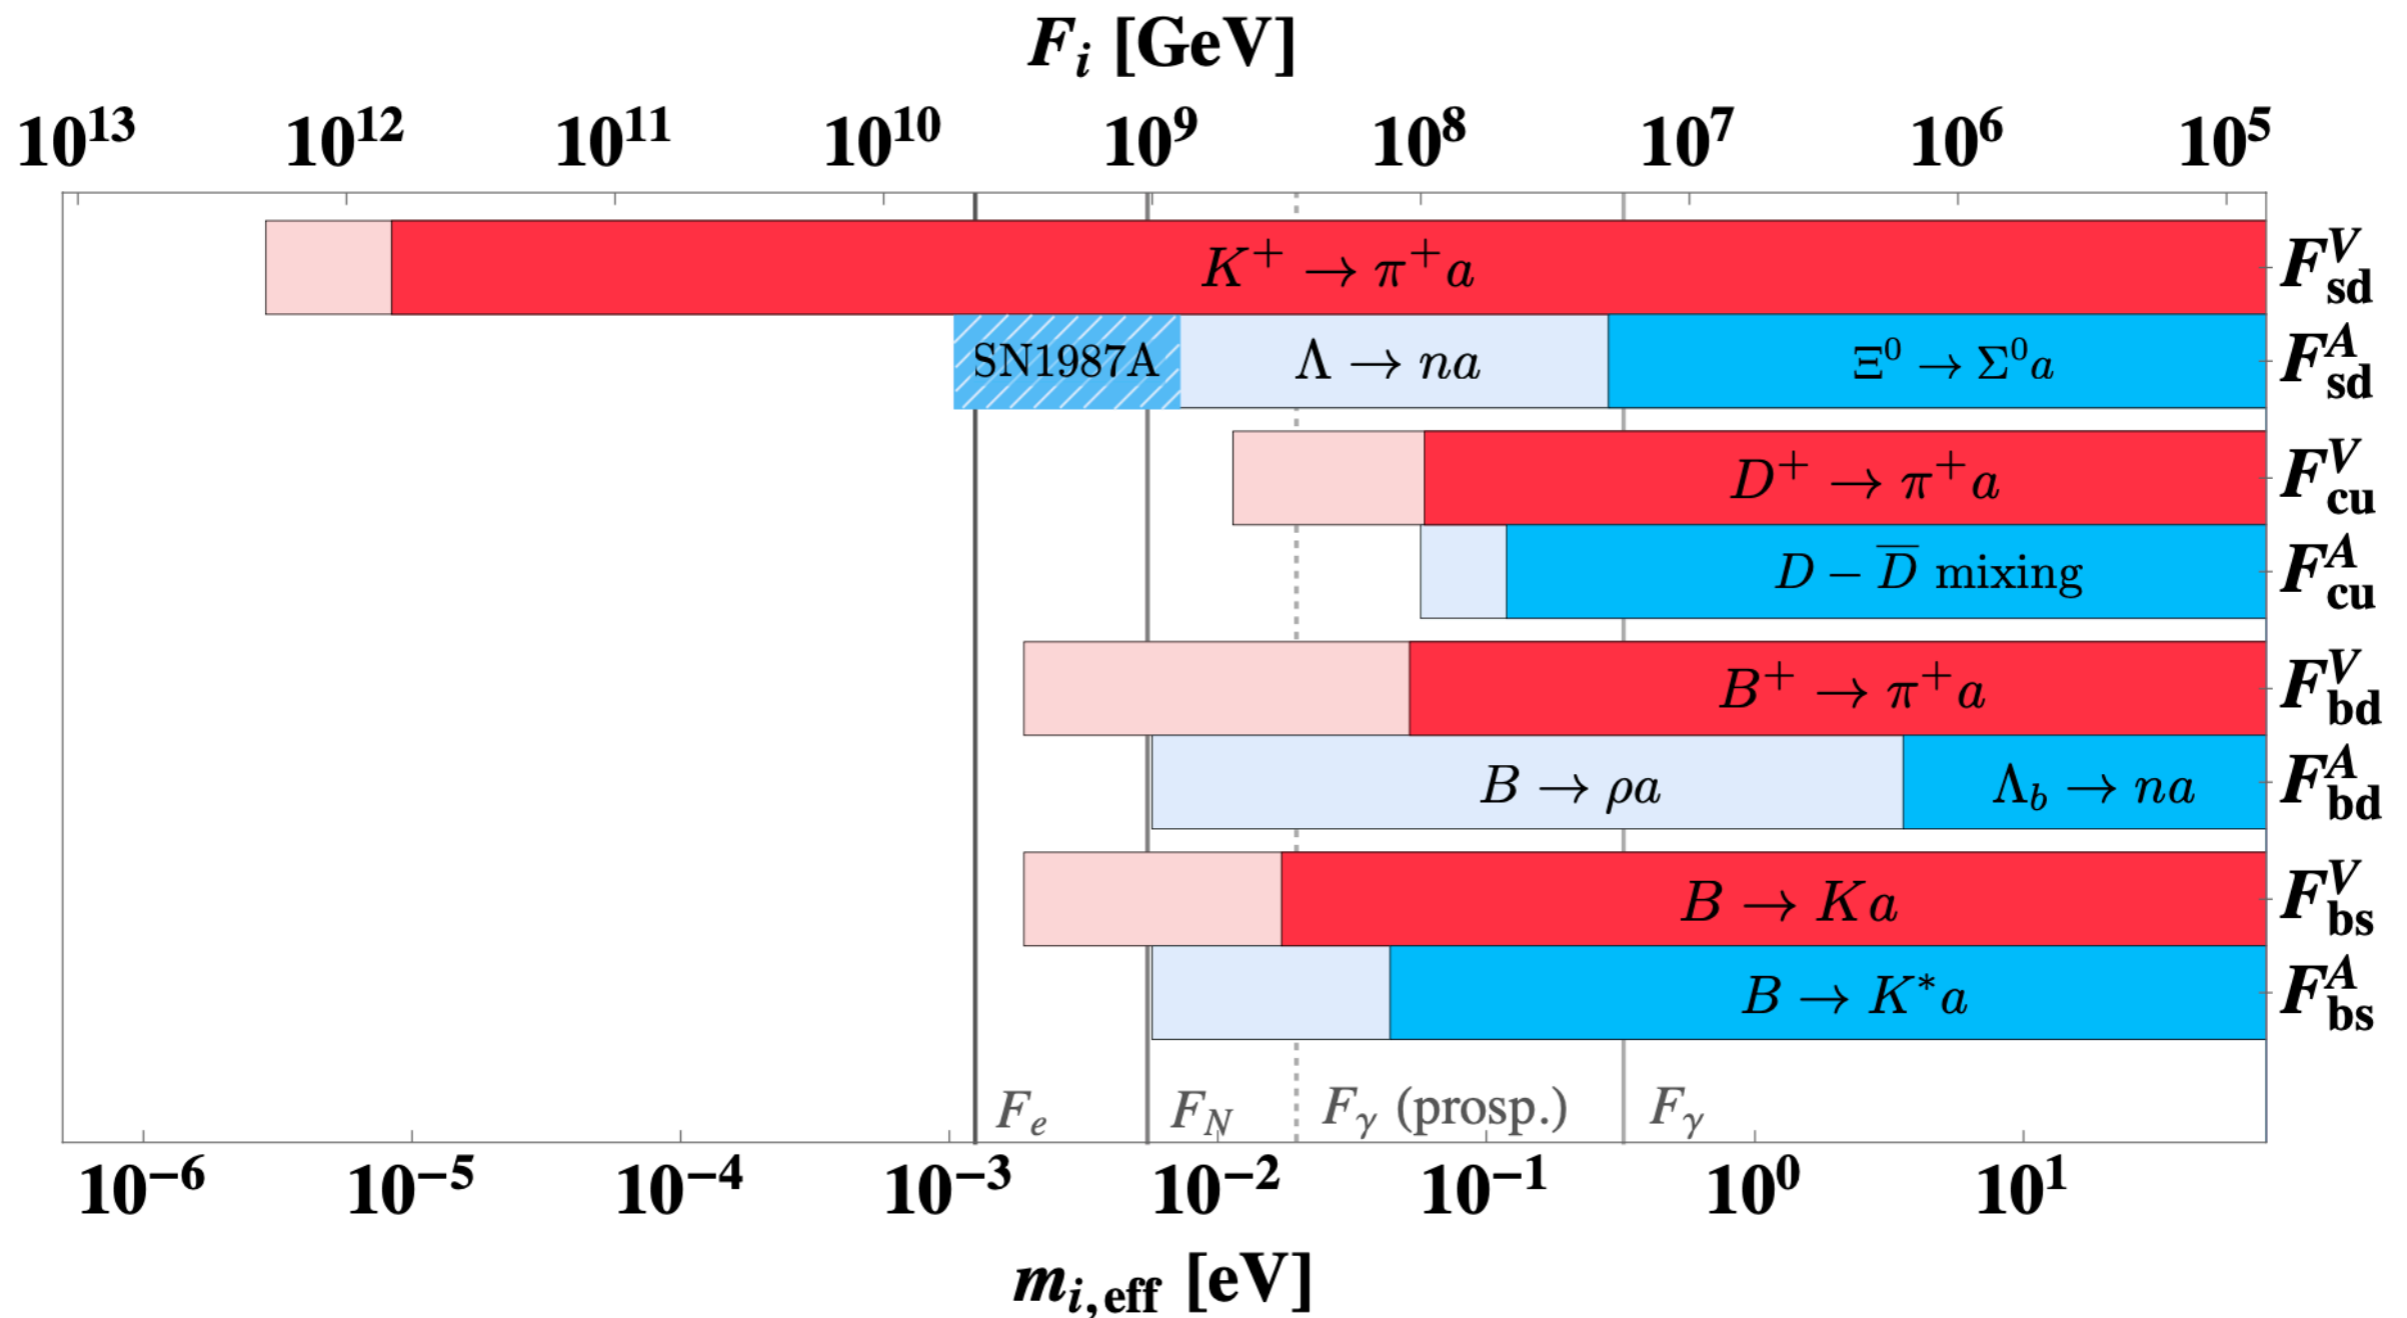 F_i [GeV]
10^13 10^12 10^11 10^10 10^9 10^8 10^7 10^6 10^5
K^+ → π^+ a F^V_sd
SN1987A Λ → na Ξ^0 → Σ^0 a F^A_sd
D^+ → π^+ a F^V_cu
D − D̅ mixing F^A_cu
B^+ → π^+ a F^V_bd
B → ρa Λ_b → na F^A_bd
B → Ka F^V_bs
B → K^* a F^A_bs
F_e F_N F_γ (prosp.) F_γ
10^−6 10^−5 10^−4 10^−3 10^−2 10^−1 10^0 10^1
m_i,eff [eV]